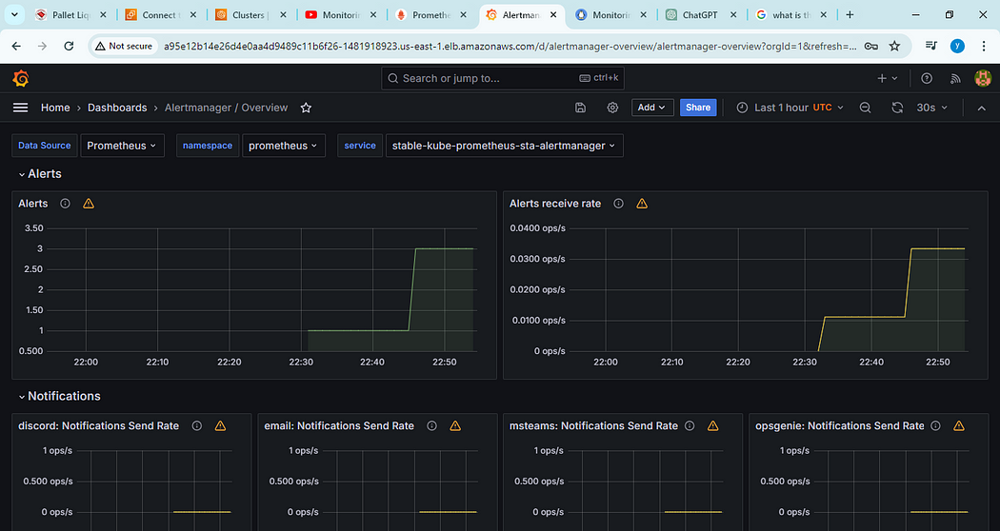 Pallet Liqu
Connect t
Clusters |
Monitorin
Promethe
Alertman
Monitorin
ChatGPT
what is th
Not secure
a95e12b14e26d4e0aa4d9489c11b6f26-1481918923.us-east-1.elb.amazonaws.com/d/alertmanager-overview/alertmanager-overview?orgId=1&refresh=...
y
Search or jump to...
ctrl+k
Home › Dashboards › Alertmanager / Overview
Add
Share
Last 1 hour UTC
30s
Data Source
Prometheus
namespace
prometheus
service
stable-kube-prometheus-sta-alertmanager
Alerts
Alerts
3.50
3
2.50
2
1.50
1
0.500
22:00 22:10 22:20 22:30 22:40 22:50
Alerts receive rate
0.0400 ops/s
0.0300 ops/s
0.0200 ops/s
0.0100 ops/s
0 ops/s
22:00 22:10 22:20 22:30 22:40 22:50
Notifications
discord: Notifications Send Rate
1 ops/s
0.500 ops/s
0 ops/s
email: Notifications Send Rate
1 ops/s
0.500 ops/s
0 ops/s
msteams: Notifications Send Rate
1 ops/s
0.500 ops/s
0 ops/s
opsgenie: Notifications Send Rate
1 ops/s
0.500 ops/s
0 ops/s